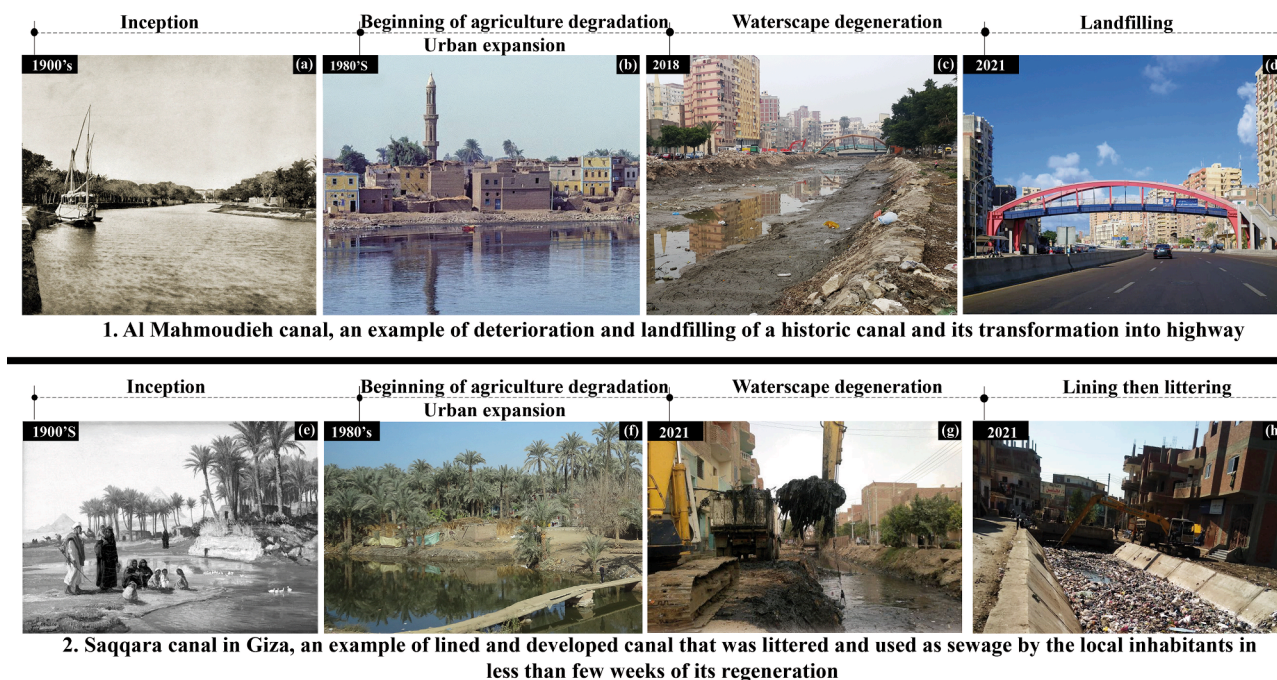 Inception
Beginning of agriculture degradation
Urban expansion
Waterscape degeneration
Landfilling
1900's
(a)
1980'S
(b)
2018
(c)
2021
(d)
1. Al Mahmoudieh canal, an example of deterioration and landfilling of a historic canal and its transformation into highway
Inception
Beginning of agriculture degradation
Urban expansion
Waterscape degeneration
Lining then littering
1900'S
(e)
1980's
(f)
2021
(g)
2021
(h)
2. Saqqara canal in Giza, an example of lined and developed canal that was littered and used as sewage by the local inhabitants in
less than few weeks of its regeneration